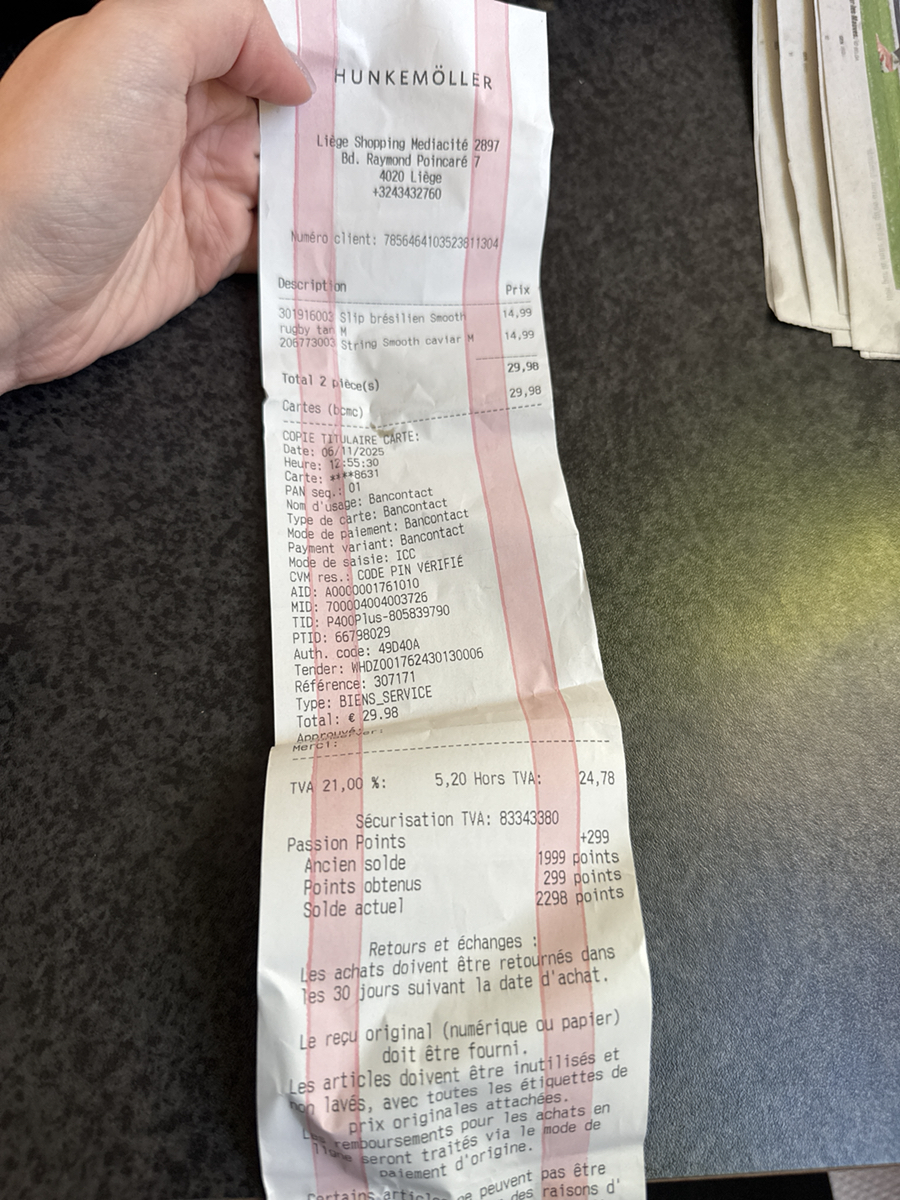 HUNKEMÖLLER
Liège Shopping Mediacité 2897
Bd. Raymond Poincaré 7
4020 Liège
+3243432760
Numéro client: 7856464103523811304
Description Prix
301916003 Slip brésilien Smooth 14,99
rugby tan M
206773003 String Smooth caviar M 14,99
29,98
Total 2 pièce(s) 29,98
Cartes (bcmc)
COPIE TITULAIRE CARTE:
Date: 06/11/2025
Heure: 12:55:30
Carte: ****8631
PAN seq.: 01
Nom d'usage: Bancontact
Type de carte: Bancontact
Mode de paiement: Bancontact
Payment variant: Bancontact
Mode de saisie: ICC
CVM res.: CODE PIN VÉRIFIÉ
AID: A0000001761010
MID: 700004004003726
TID: P400Plus-805839790
PTID: 66798029
Auth. code: 49D40A
Tender: WHDZ001762430130006
Référence: 307171
Type: BIENS_SERVICE
Total: € 29.98
Merci:
TVA 21,00 %: 5,20 Hors TVA: 24,78
Sécurisation TVA: 83343380
Passion Points +299
Ancien solde 1999 points
Points obtenus 299 points
Solde actuel 2298 points
Retours et échanges :
Les achats doivent être retournés dans
les 30 jours suivant la date d'achat.
Le reçu original (numérique ou papier)
doit être fourni.
Les articles doivent être inutilisés et
non lavés, avec toutes les étiquettes de
prix originales attachées.
Les remboursements pour les achats en
ligne seront traités via le mode de
paiement d'origine.
Certains articles ne peuvent pas être
des raisons d'